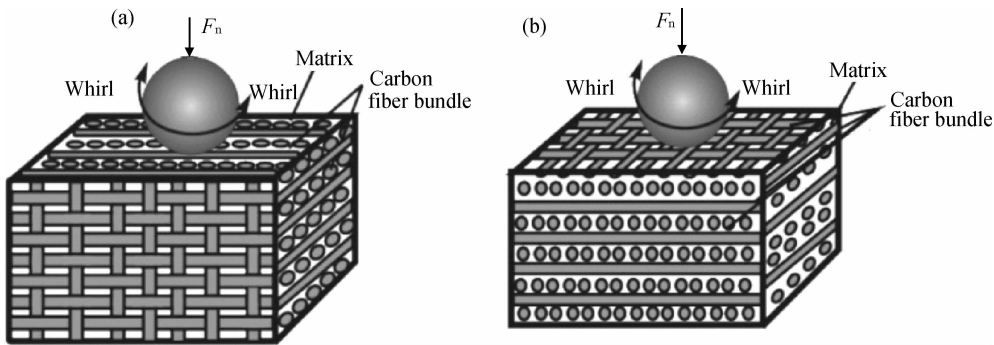 (a)
Fn
Matrix
Whirl
Whirl
Carbon
fiber bundle
(b)
Fn
Matrix
Whirl
Whirl
Carbon
fiber bundle